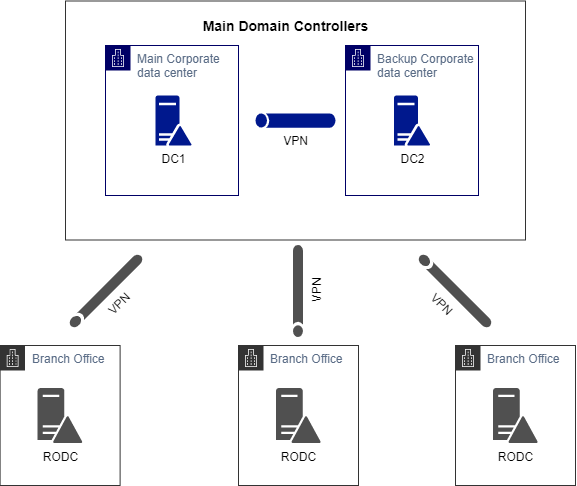 Main Domain Controllers
Main Corporate
data center
Backup Corporate
data center
VPN
DC1
DC2
VPN
VPN
VPN
Branch Office
Branch Office
Branch Office
RODC
RODC
RODC